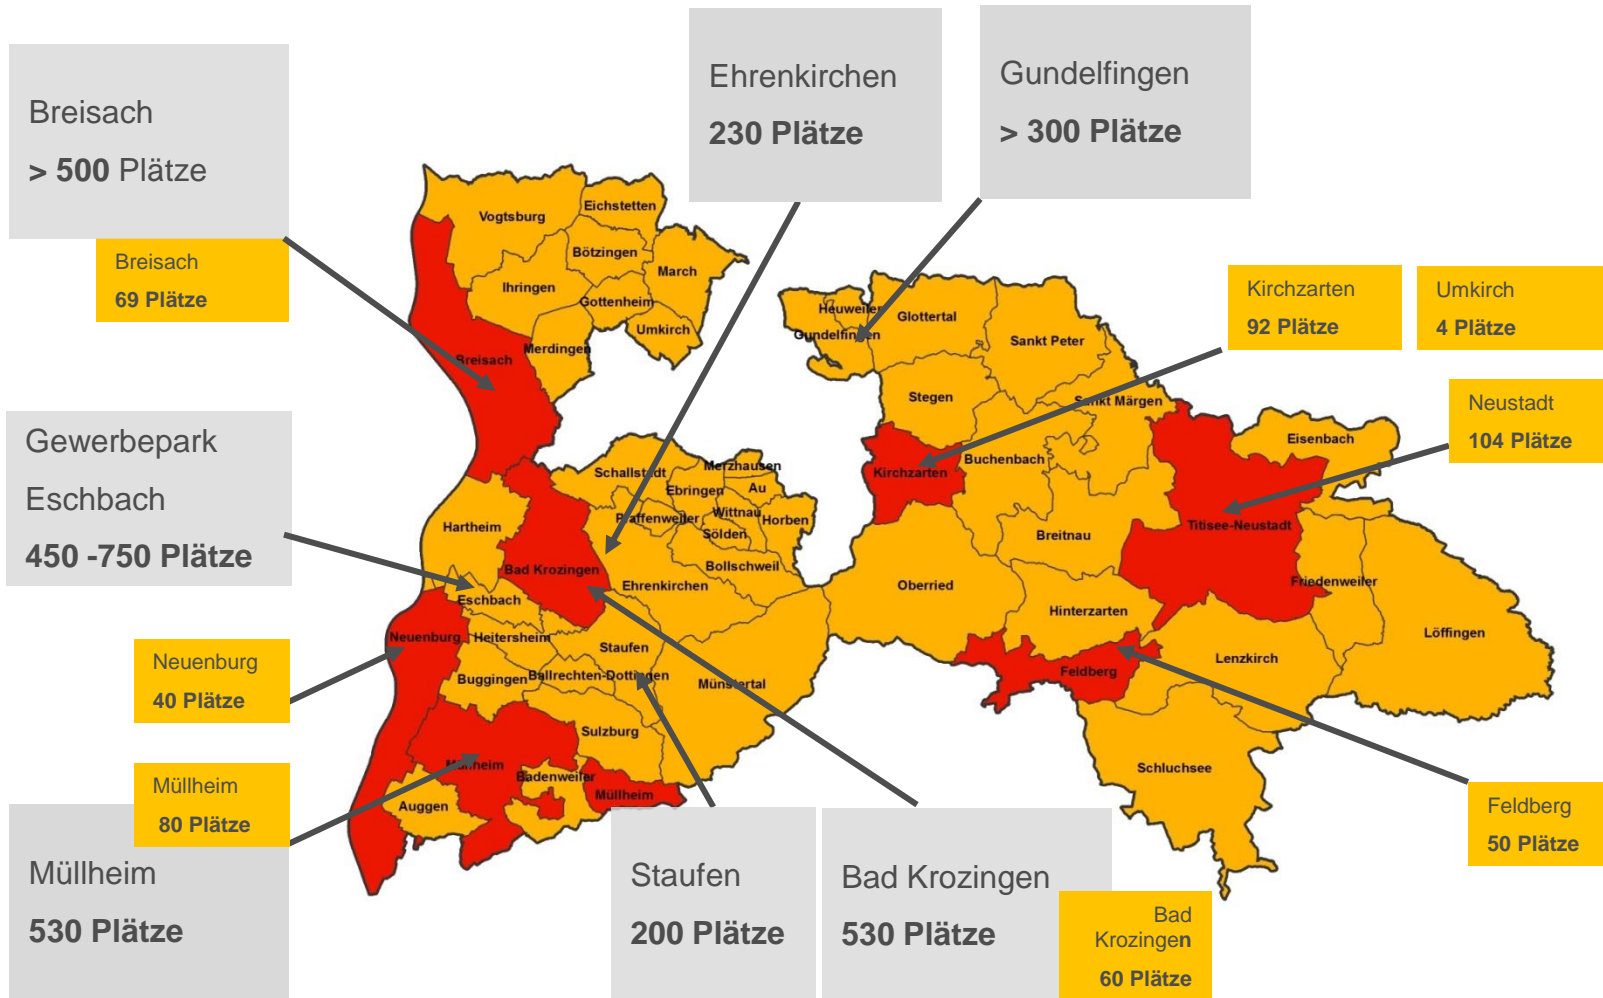 Breisach
> 500 Plätze
Breisach
69 Plätze
Ehrenkirchen
230 Plätze
Gundelfingen
> 300 Plätze
Kirchzarten
92 Plätze
Umkirch
4 Plätze
Neustadt
104 Plätze
Gewerbepark
Eschbach
450 -750 Plätze
Neuenburg
40 Plätze
Müllheim
80 Plätze
Müllheim
530 Plätze
Staufen
200 Plätze
Bad Krozingen
530 Plätze
Bad
Krozingen
60 Plätze
Feldberg
50 Plätze
Vogtsburg
Eichstetten
Bötzingen
March
Ihringen
Gottenheim
Umkirch
Merdingen
Breisach
Heuweiler
Glottertal
Gundelfingen
Sankt Peter
Stegen
Sankt Märgen
Eisenbach
Buchenbach
Kirchzarten
Titisee-Neustadt
Breitnau
Oberried
Hinterzarten
Friedenweiler
Löffingen
Lenzkirch
Feldberg
Schluchsee
Schallstadt
Merzhausen
Au
Ebringen
Wittnau
Horben
Pfaffenweiler
Sölden
Bollschweil
Hartheim
Bad Krozingen
Ehrenkirchen
Eschbach
Neuenburg
Heitersheim
Staufen
Buggingen
Ballrechten-Dottingen
Münstertal
Sulzburg
Müllheim
Badenweiler
Müllheim
Auggen